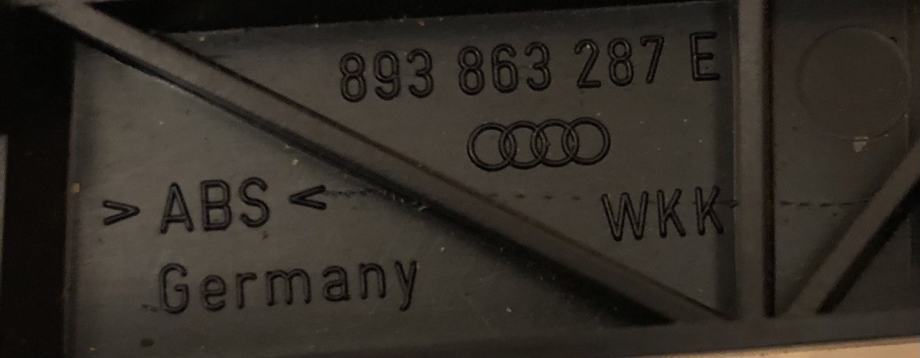 893 863 287 E
WKK
> ABS <
Germany